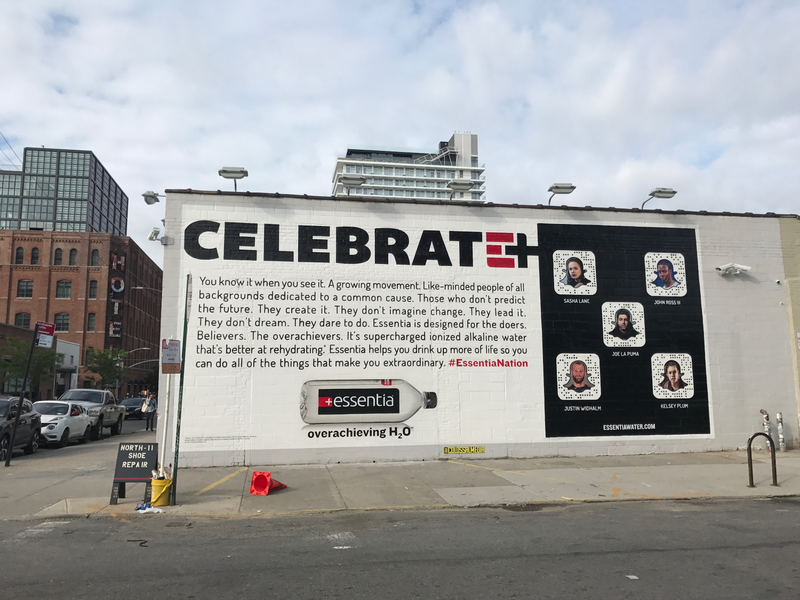 CELEBRATE+
You know it when you see it. A growing movement. Like-minded people of all
backgrounds dedicated to a common cause. Those who don't predict
the future. They create it. They don't imagine change. They lead it.
They don't dream. They dare to do. Essentia is designed for the doers.
Believers. The overachievers. It's supercharged ionized alkaline water
that's better at rehydrating.* Essentia helps you drink up more of life so you
can do all of the things that make you extraordinary. #EssentiaNation
+essentia
overachieving H₂O
SASHA LANE
JOHN ROSS III
JOE LA PUMA
JUSTIN WIDHALM
KELSEY PLUM
ESSENTIAWATER.COM
HOTEL
NORTH-11
SHOE
REPAIR